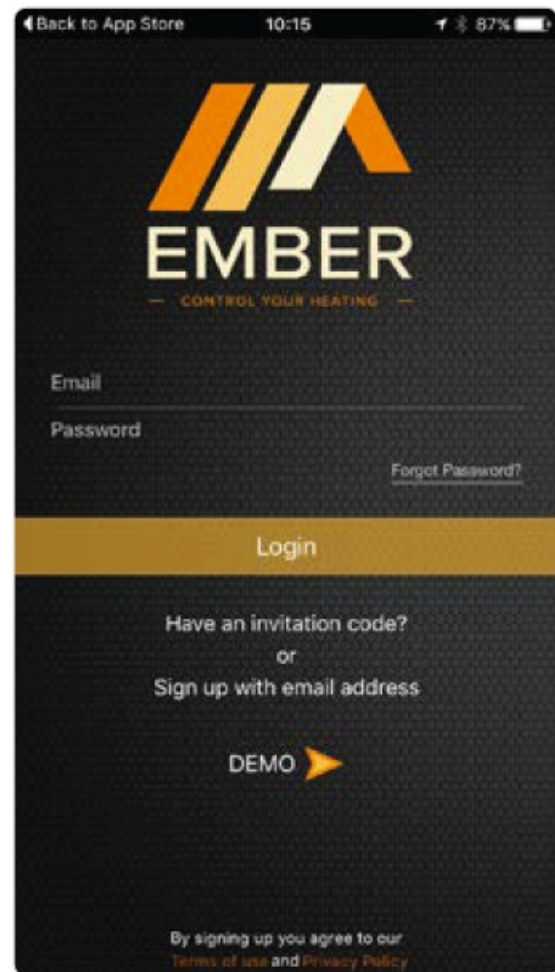 Back to App Store 10:15 87%
EMBER
CONTROL YOUR HEATING
Email
Password
Forgot Password?
Login
Have an invitation code?
or
Sign up with email address
DEMO
By signing up you agree to our
Terms of use and Privacy Policy